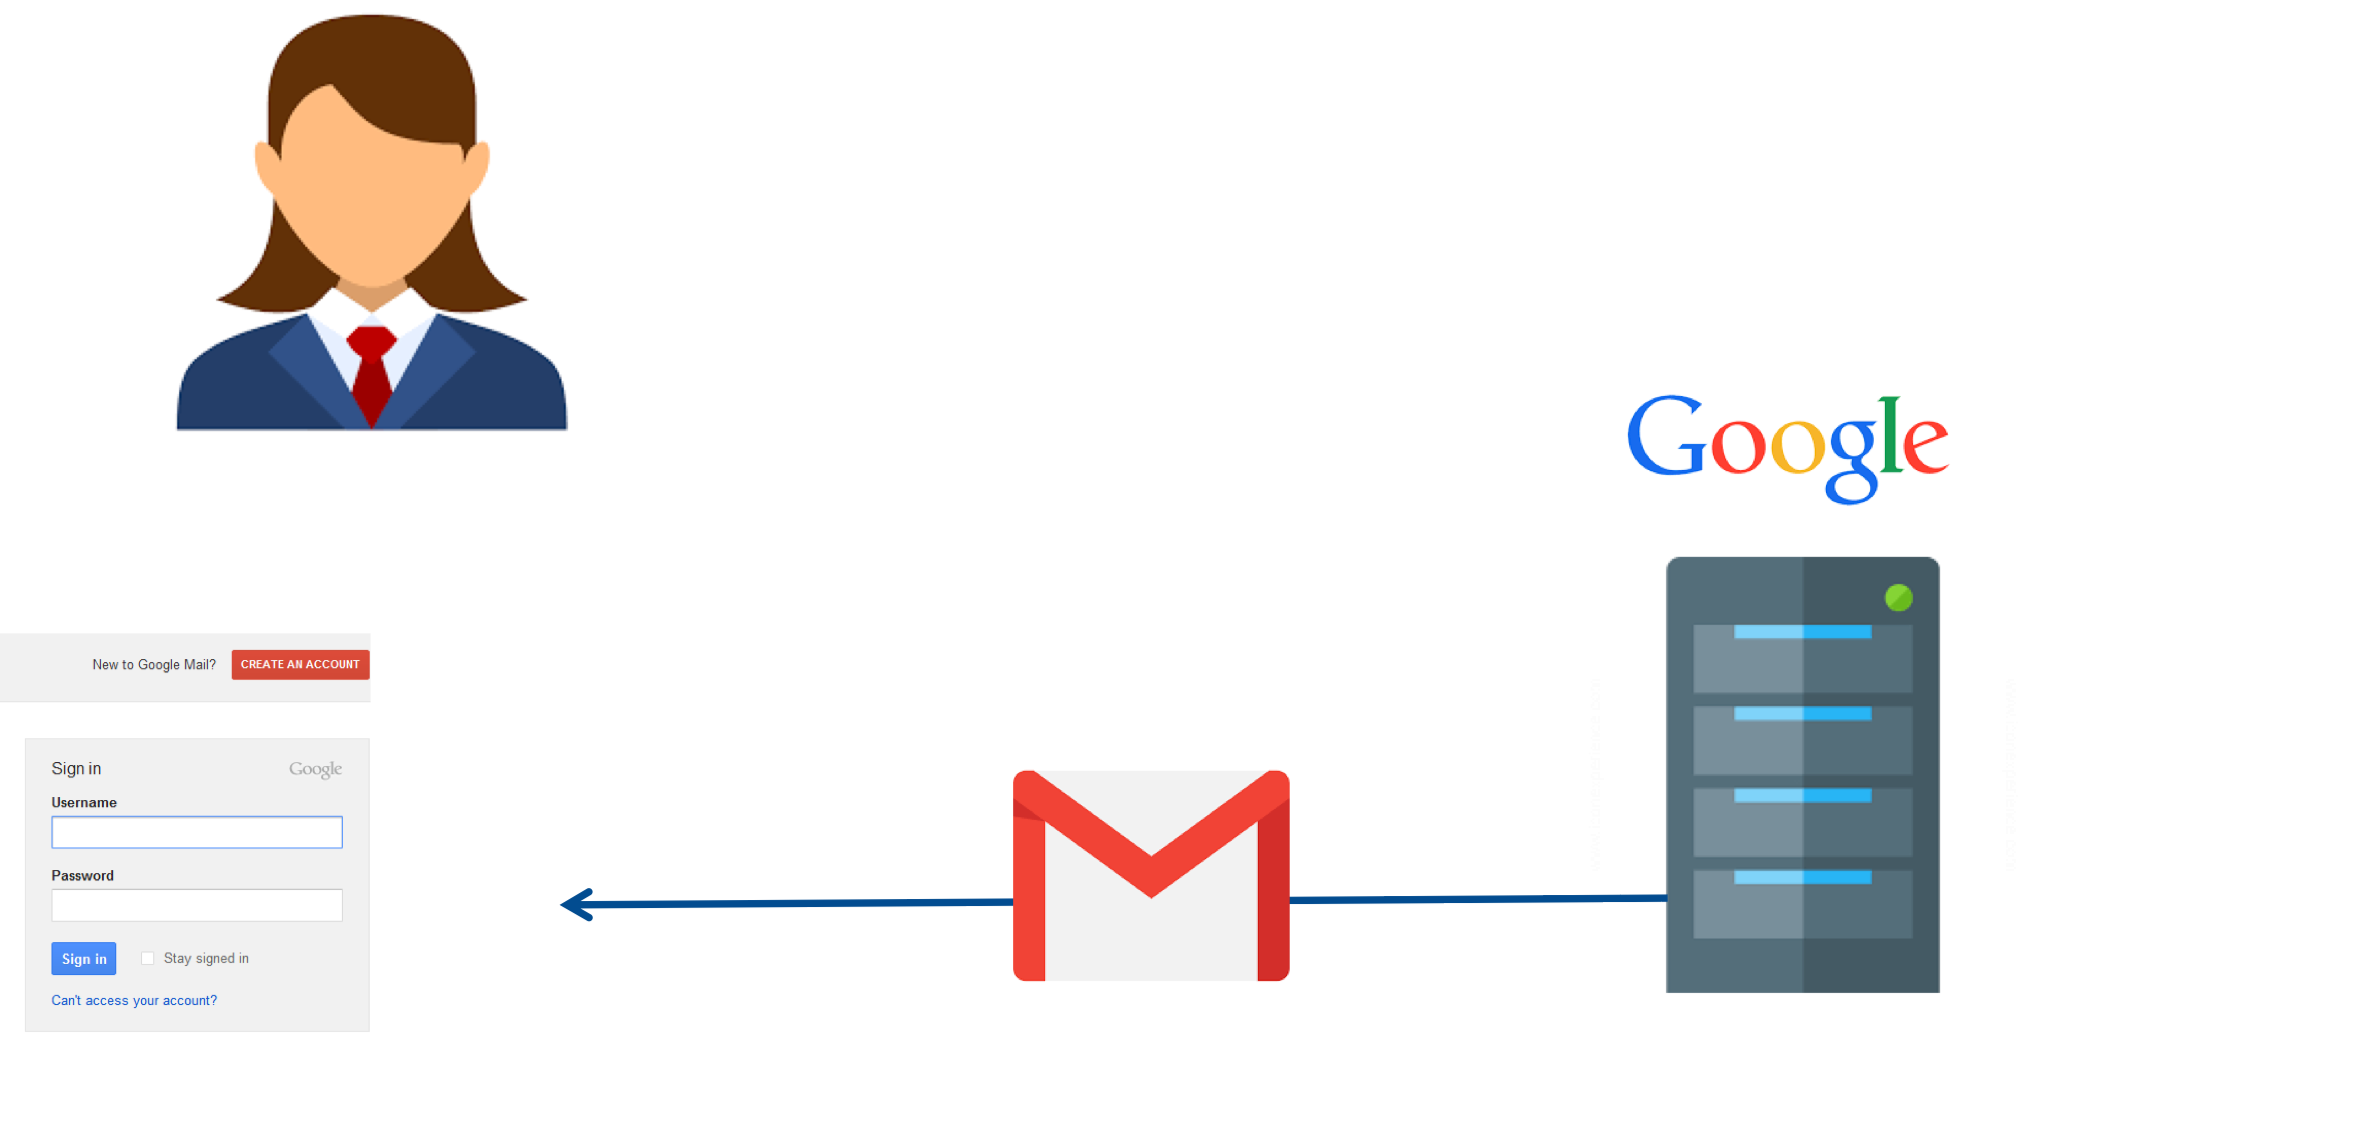 Google
New to Google Mail? CREATE AN ACCOUNT
Sign in Google
Username
Password
Sign in Stay signed in
Can't access your account?